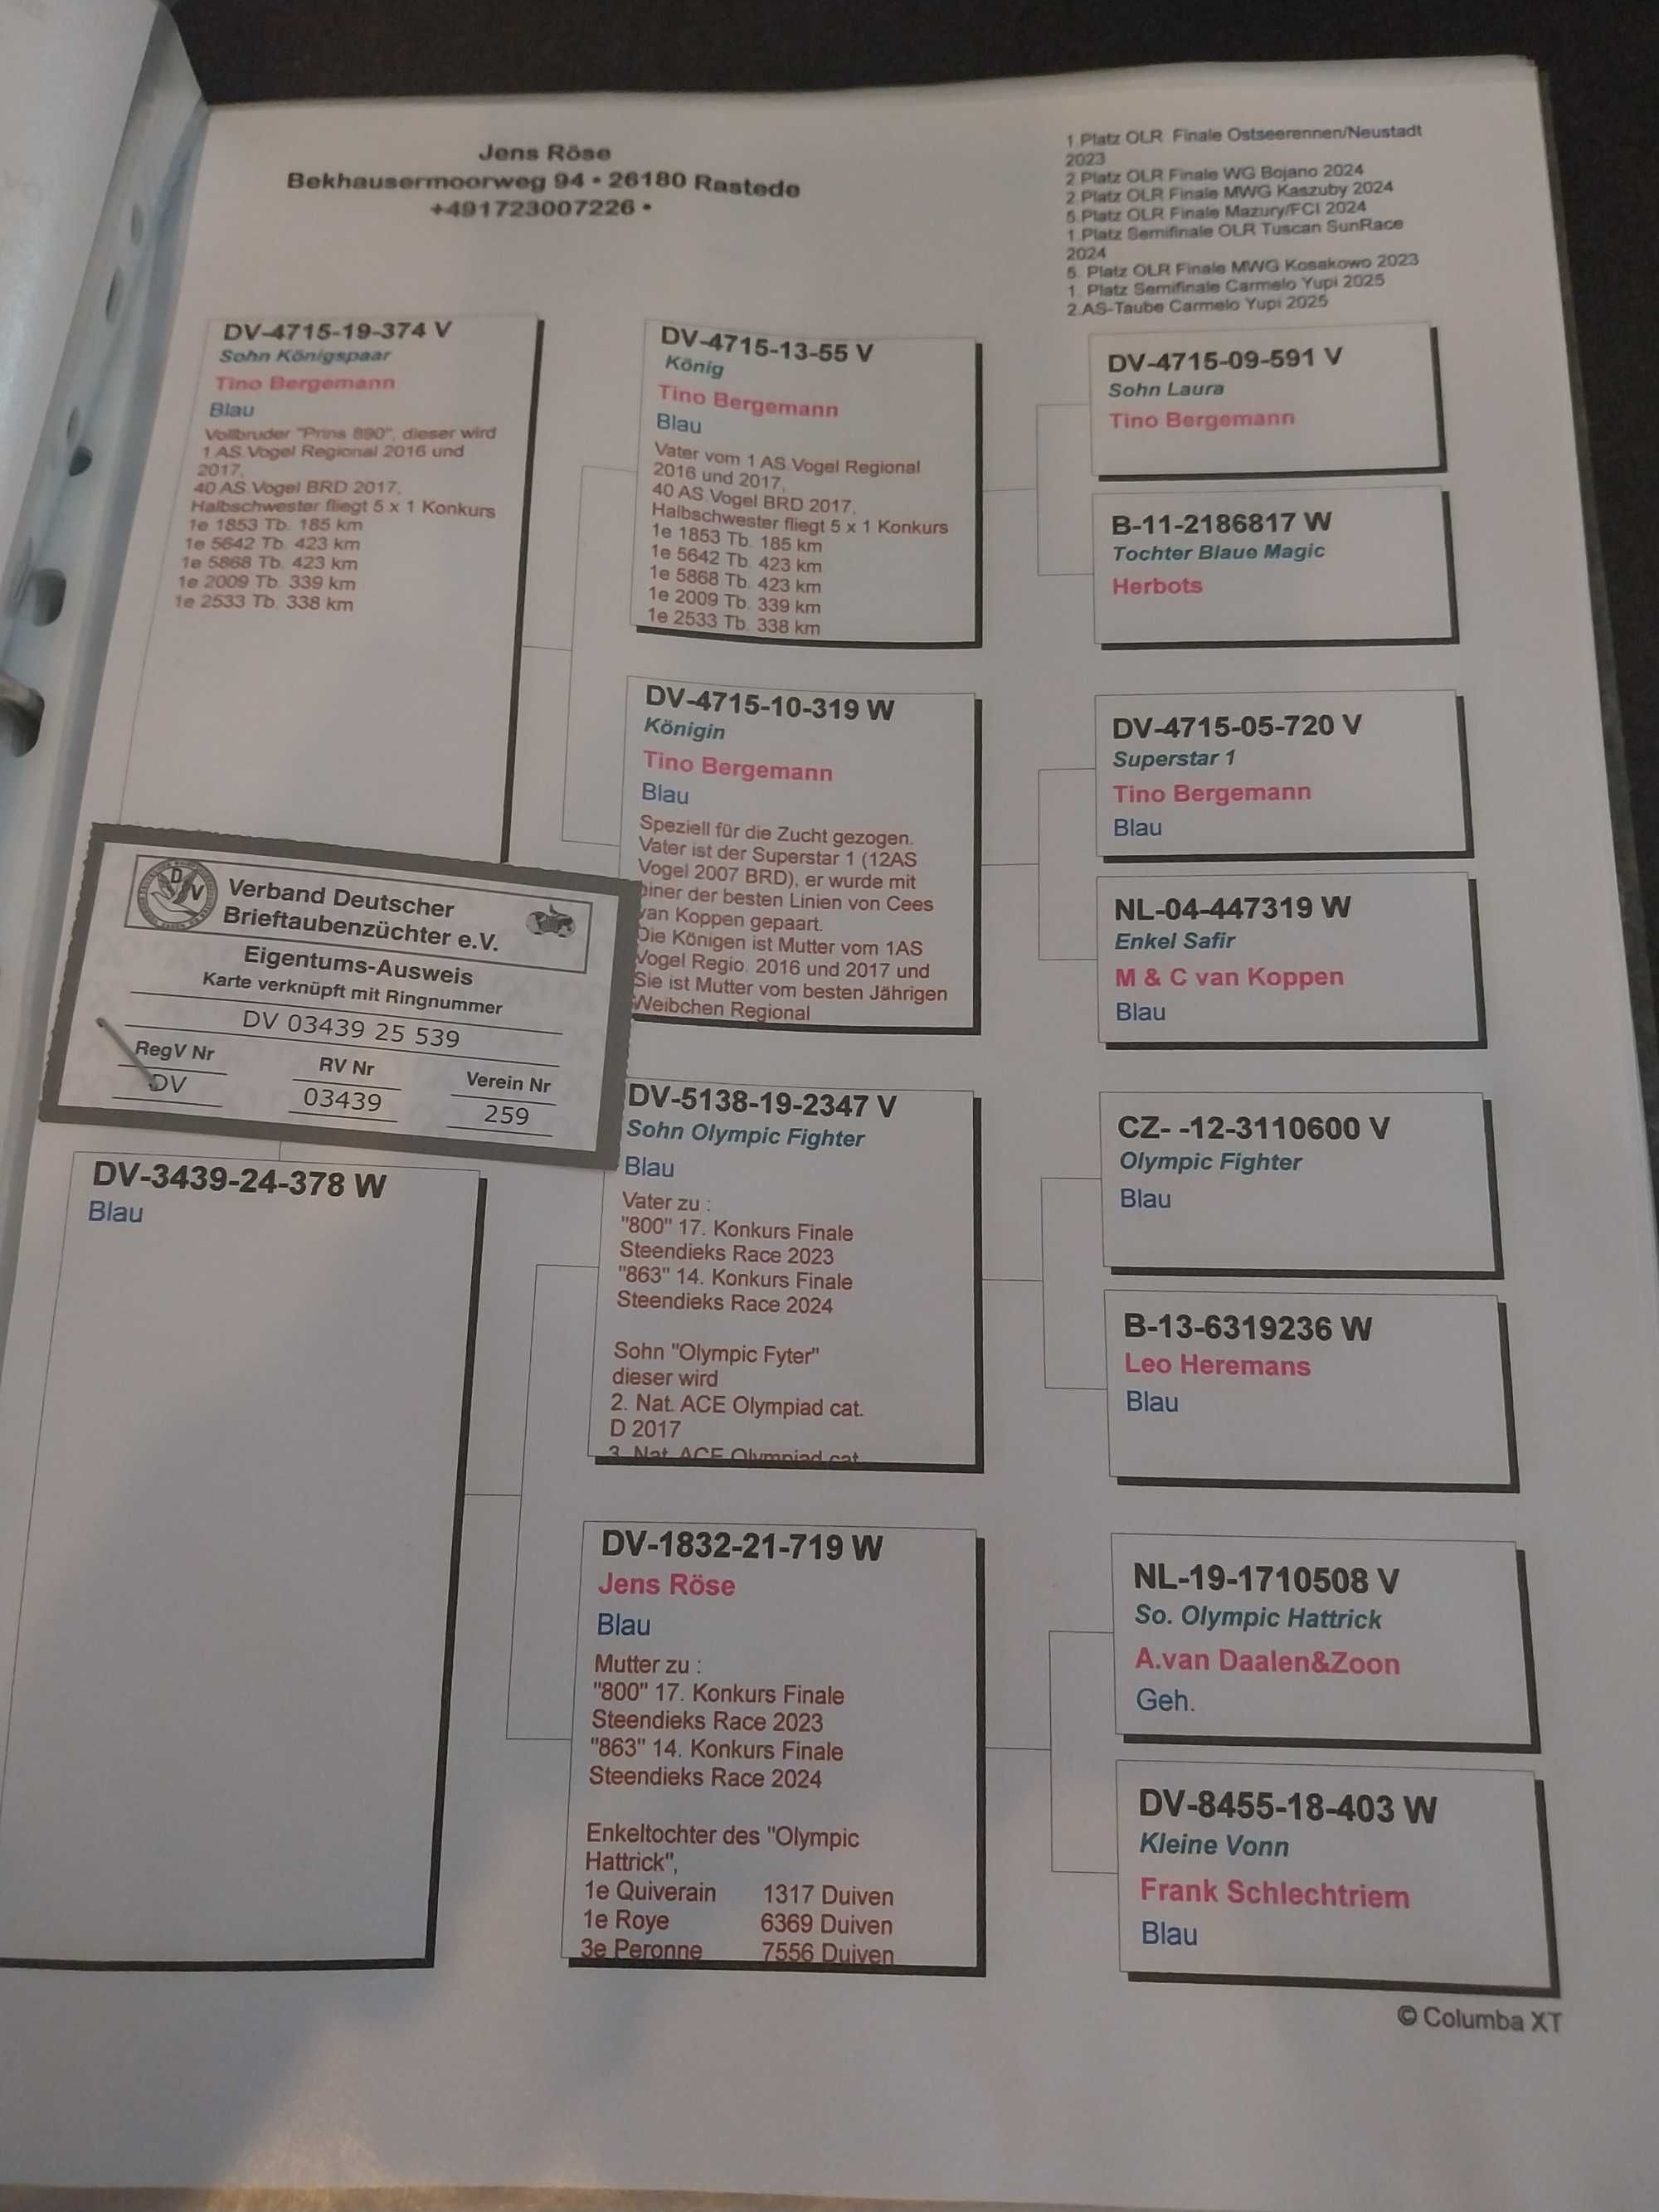 Jens Röse
Bekhausermoorweg 94 • 26180 Rastede
+491723007226 •
1.Platz OLR Finale Ostseerennen/Neustadt
2023
2.Platz OLR Finale WG Bojano 2024
2.Platz OLR Finale MWG Kaszuby 2024
5.Platz OLR Finale Mazury/FCI 2024
1.Platz Semifinale OLR Tuscan SunRace
2024
5. Platz OLR Finale MWG Kosakowo 2023
1. Platz Semifinale Carmelo Yupi 2025
2.AS-Taube Carmelo Yupi 2025
DV-4715-19-374 V
Sohn Königspaar
Tino Bergemann
Blau
Vollbruder "Prins 890", dieser wird
1 AS.Vogel Regional 2016 und
2017,
40 AS.Vogel BRD 2017.
Halbschwester fliegt 5 x 1 Konkurs
1e 1853 Tb. 185 km
1e 5642 Tb. 423 km
1e 5868 Tb. 423 km
1e 2009 Tb. 339 km
1e 2533 Tb. 338 km
DV-4715-13-55 V
König
Tino Bergemann
Blau
Vater vom 1 AS.Vogel Regional
2016 und 2017,
40 AS.Vogel BRD 2017.
Halbschwester fliegt 5 x 1 Konkurs
1e 1853 Tb. 185 km
1e 5642 Tb. 423 km
1e 5868 Tb. 423 km
1e 2009 Tb. 339 km
1e 2533 Tb. 338 km
DV-4715-09-591 V
Sohn Laura
Tino Bergemann
B-11-2186817 W
Tochter Blaue Magic
Herbots
DV-4715-10-319 W
Königin
Tino Bergemann
Blau
Speziell für die Zucht gezogen.
Vater ist der Superstar 1 (12AS
Vogel 2007 BRD), er wurde mit
einer der besten Linien von Cees
van Koppen gepaart.
Die Königen ist Mutter vom 1AS
Vogel Regio. 2016 und 2017 und
Sie ist Mutter vom besten Jährigen
Weibchen Regional
DV-4715-05-720 V
Superstar 1
Tino Bergemann
Blau
NL-04-447319 W
Enkel Safir
M & C van Koppen
Blau
DV
Verband Deutscher
Brieftaubenzüchter e.V.
Eigentums-Ausweis
Karte verknüpft mit Ringnummer
DV 03439 25 539
RegV Nr
RV Nr
Verein Nr
DV
03439
259
DV-3439-24-378 W
Blau
DV-5138-19-2347 V
Sohn Olympic Fighter
Blau
Vater zu :
"800" 17. Konkurs Finale
Steendieks Race 2023
"863" 14. Konkurs Finale
Steendieks Race 2024
Sohn "Olympic Fyter"
dieser wird
2. Nat. ACE Olympiad cat.
D 2017
3. Nat. ACE Olympiad cat.
CZ- -12-3110600 V
Olympic Fighter
Blau
B-13-6319236 W
Leo Heremans
Blau
DV-1832-21-719 W
Jens Röse
Blau
Mutter zu :
"800" 17. Konkurs Finale
Steendieks Race 2023
"863" 14. Konkurs Finale
Steendieks Race 2024
Enkeltochter des "Olympic
Hattrick",
1e Quiverain 1317 Duiven
1e Roye 6369 Duiven
3e Peronne 7556 Duiven
NL-19-1710508 V
So. Olympic Hattrick
A.van Daalen&Zoon
Geh.
DV-8455-18-403 W
Kleine Vonn
Frank Schlechtriem
Blau
© Columba XT